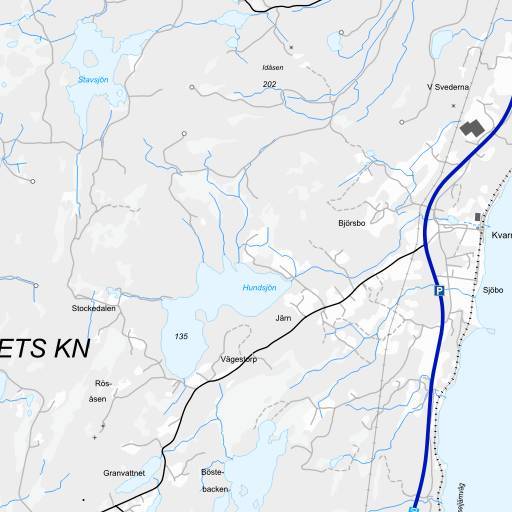 Idåsen
202
Stavsjön
V Svederna
Björsbo
Kvarn
Hundsjön
Sjöbo
P
Stockedalen
Järn
135
ETS KN
Vägestorp
Rös-
åsen
Granvattnet
Böste-
backen